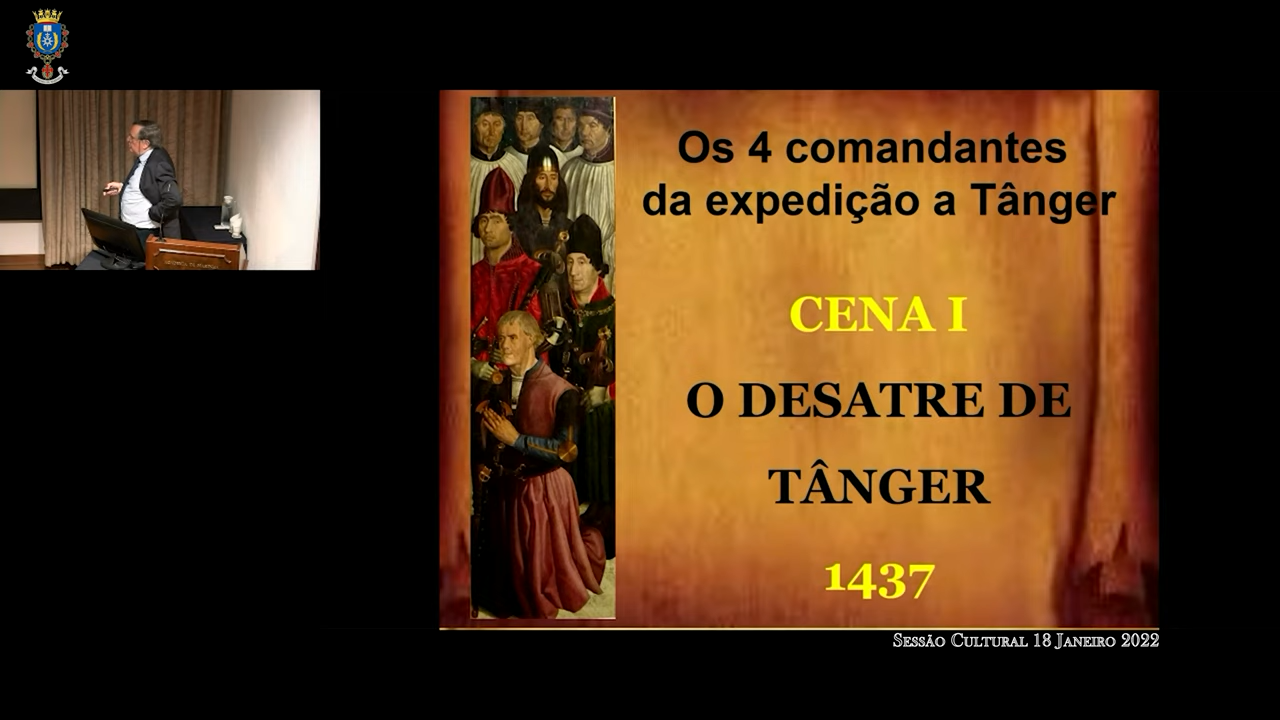 Os 4 comandantes
da expedição a Tânger
CENA I
O DESATRE DE
TÂNGER
1437
Sessão Cultural 18 Janeiro 2022